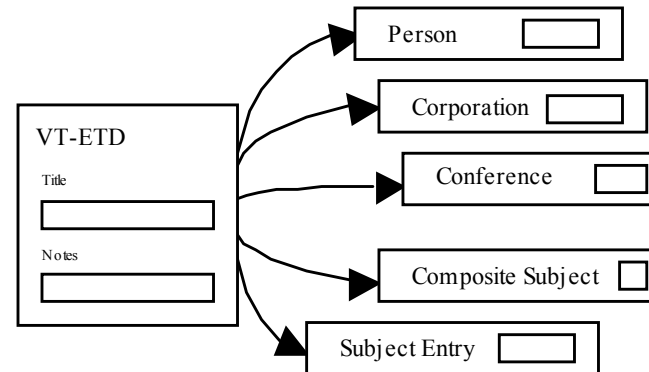 Person
Corporation
VT-ETD
Title
Conference
Notes
Composite Subject
Subject Entry